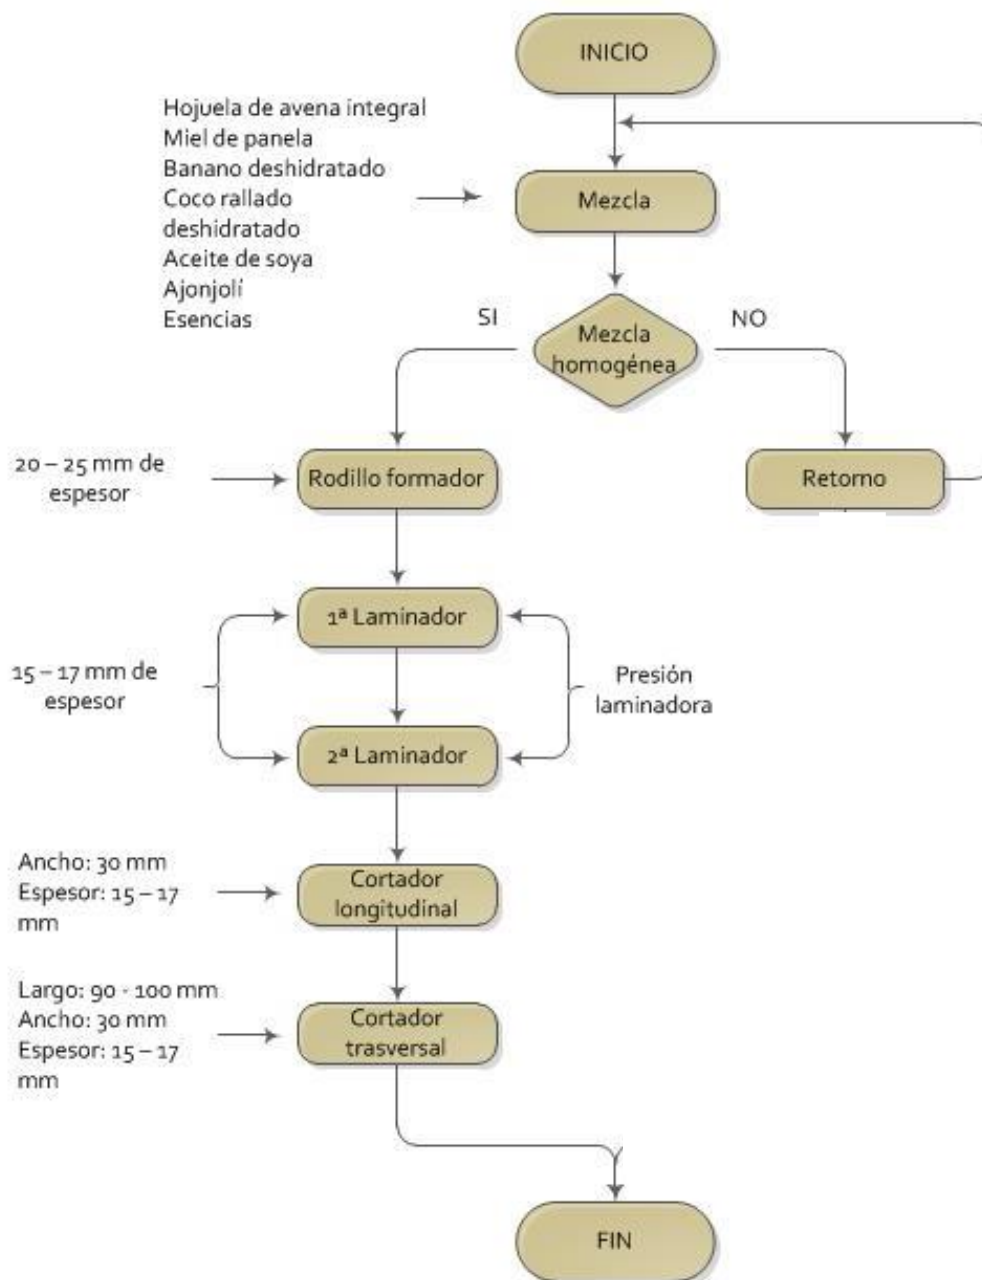 INICIO
Hojuela de avena integral
Miel de panela
Banano deshidratado
Coco rallado
deshidratado
Aceite de soya
Ajonjolí
Esencias
Mezcla
SI
Mezcla
homogénea
NO
20 – 25 mm de
espesor
Rodillo formador
Retorno
1ª Laminador
15 – 17 mm de
espesor
Presión
laminadora
2ª Laminador
Ancho: 30 mm
Espesor: 15 – 17
mm
Cortador
longitudinal
Largo: 90 - 100 mm
Ancho: 30 mm
Espesor: 15 – 17
mm
Cortador
trasversal
FIN